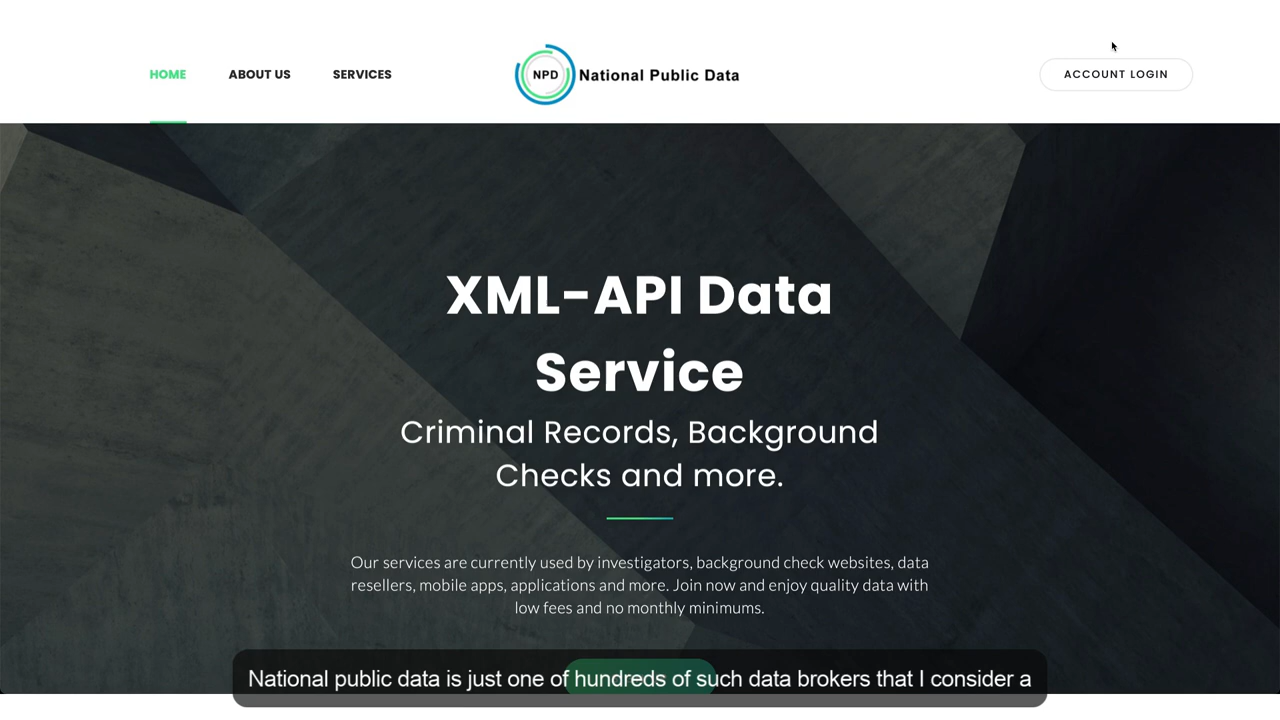 HOME
ABOUT US
SERVICES
NPD
National Public Data
ACCOUNT LOGIN
XML-API Data
Service
Criminal Records, Background
Checks and more.
Our services are currently used by investigators, background check websites, data
resellers, mobile apps, applications and more. Join now and enjoy quality data with
low fees and no monthly minimums.
National public data is just one of hundreds of such data brokers that I consider a